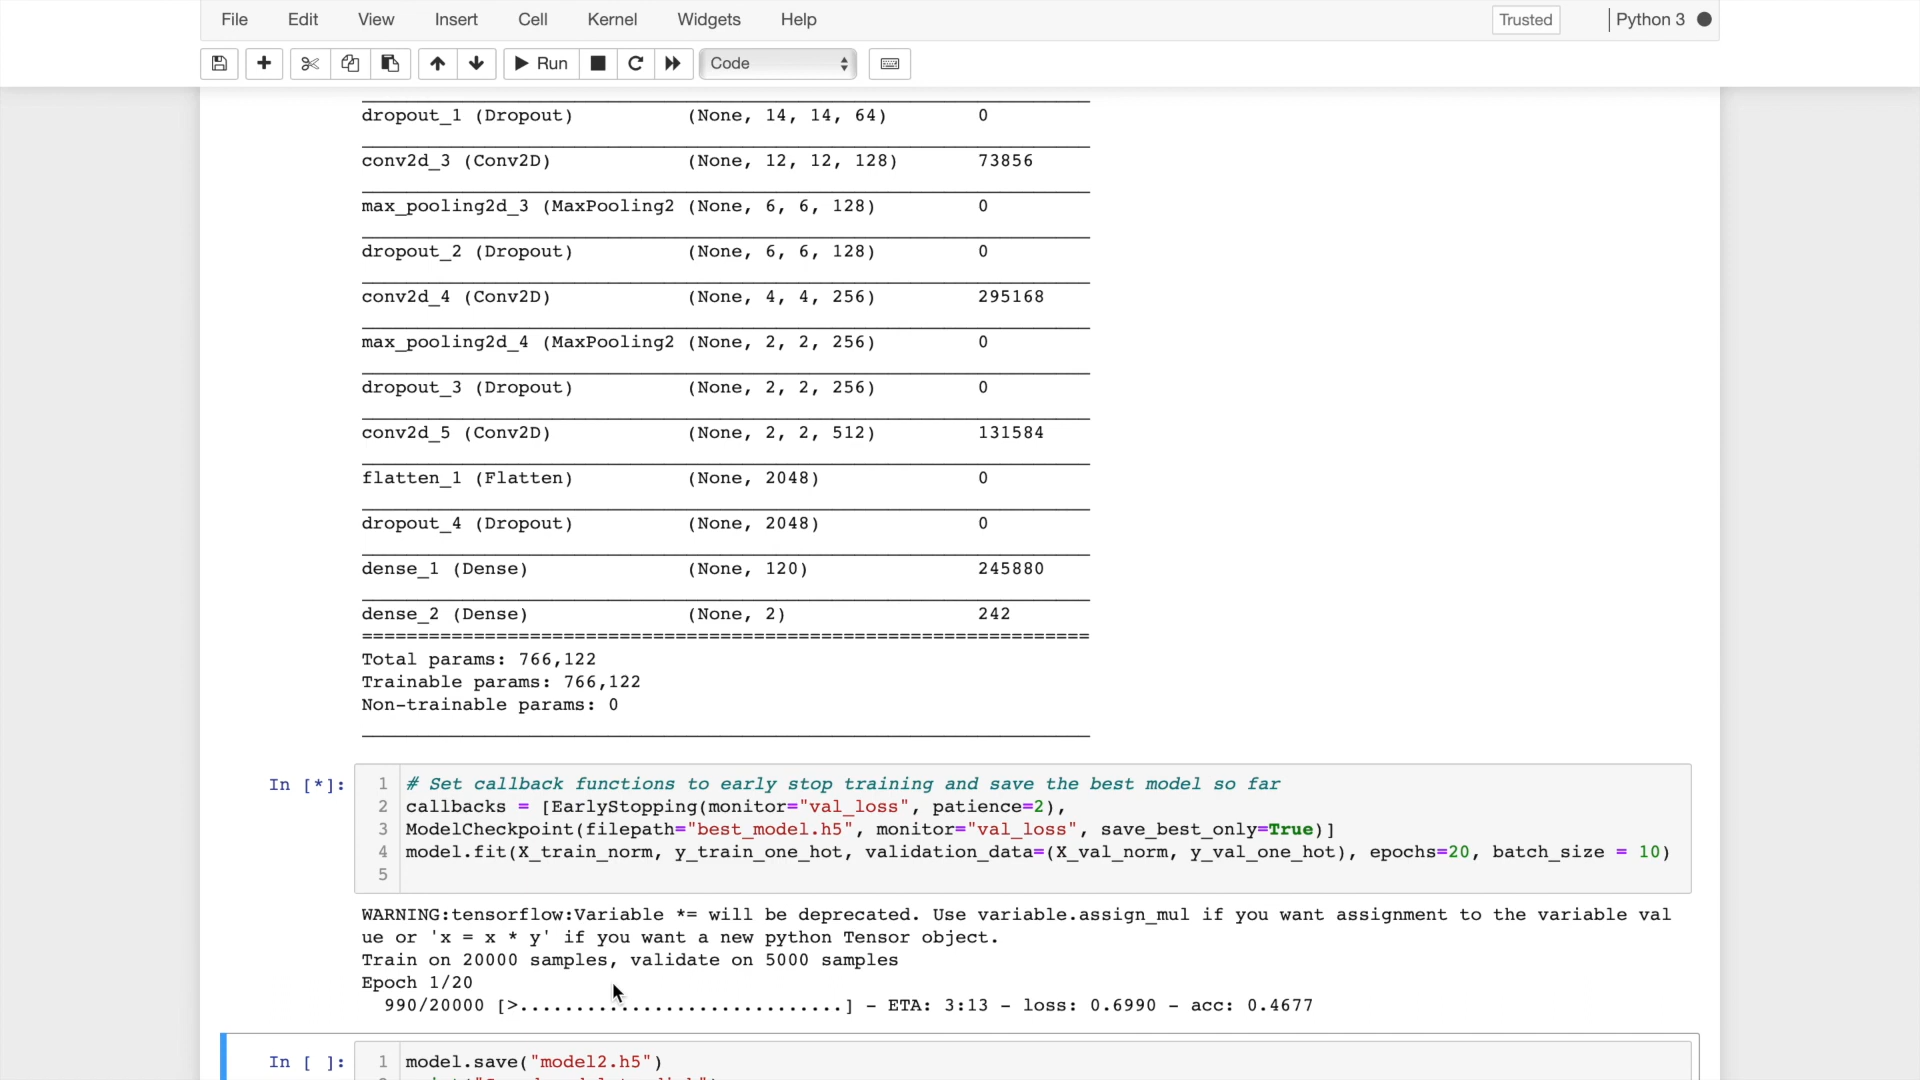 File Edit View Insert Cell Kernel Widgets Help Trusted Python 3
Run Code
dropout_1 (Dropout) (None, 14, 14, 64) 0
conv2d_3 (Conv2D) (None, 12, 12, 128) 73856
max_pooling2d_3 (MaxPooling2 (None, 6, 6, 128) 0
dropout_2 (Dropout) (None, 6, 6, 128) 0
conv2d_4 (Conv2D) (None, 4, 4, 256) 295168
max_pooling2d_4 (MaxPooling2 (None, 2, 2, 256) 0
dropout_3 (Dropout) (None, 2, 2, 256) 0
conv2d_5 (Conv2D) (None, 2, 2, 512) 131584
flatten_1 (Flatten) (None, 2048) 0
dropout_4 (Dropout) (None, 2048) 0
dense_1 (Dense) (None, 120) 245880
dense_2 (Dense) (None, 2) 242
=================================================================
Total params: 766,122
Trainable params: 766,122
Non-trainable params: 0
In [*]: 1 # Set callback functions to early stop training and save the best model so far
2 callbacks = [EarlyStopping(monitor="val_loss", patience=2),
3 ModelCheckpoint(filepath="best_model.h5", monitor="val_loss", save_best_only=True)]
4 model.fit(X_train_norm, y_train_one_hot, validation_data=(X_val_norm, y_val_one_hot), epochs=20, batch_size = 10)
5
WARNING:tensorflow:Variable *= will be deprecated. Use variable.assign_mul if you want assignment to the variable val
ue or 'x = x * y' if you want a new python Tensor object.
Train on 20000 samples, validate on 5000 samples
Epoch 1/20
990/20000 [>.............................] - ETA: 3:13 - loss: 0.6990 - acc: 0.4677
In [ ]: 1 model.save("model2.h5")